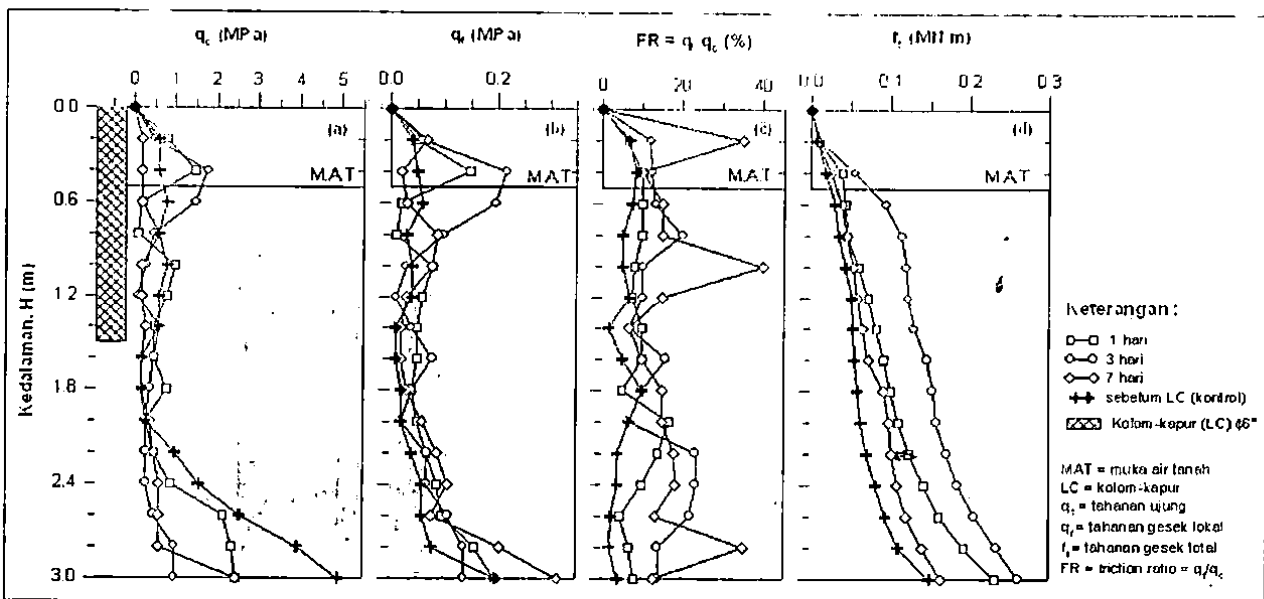 q_c (MPa)
q_f (MPa)
FR = q_f q_c (%)
f_t (MN m)
0 1 2 3 4 5
0.0 0.2
0 20 40
0.0 0.1 0.2 0.3
(a)
(b)
(c)
(d)
MAT
MAT
MAT
MAT
Kedalaman, H (m)
0.0
0.6
1.2
1.8
2.4
3.0
Keterangan :
1 hari
3 hari
7 hari
sebelum LC (kontrol)
Kolom-kapur (LC) ϕ6"
MAT = muka air tanah
LC = kolom-kapur
= tahanan ujung
q_f = tahanan gesek lokal
f_t = tahanan gesek total
FR = friction ratio = q_f/q_c